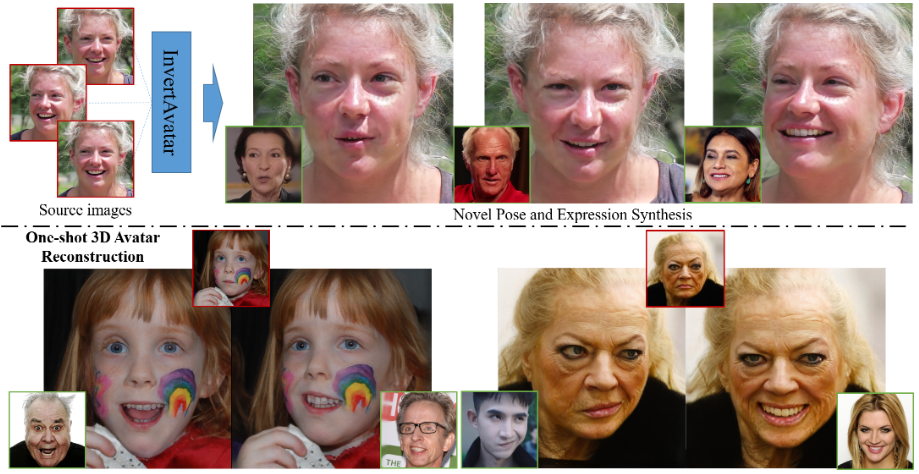 InvertAvatar
Source images
Novel Pose and Expression Synthesis
One-shot 3D Avatar
Reconstruction
THE